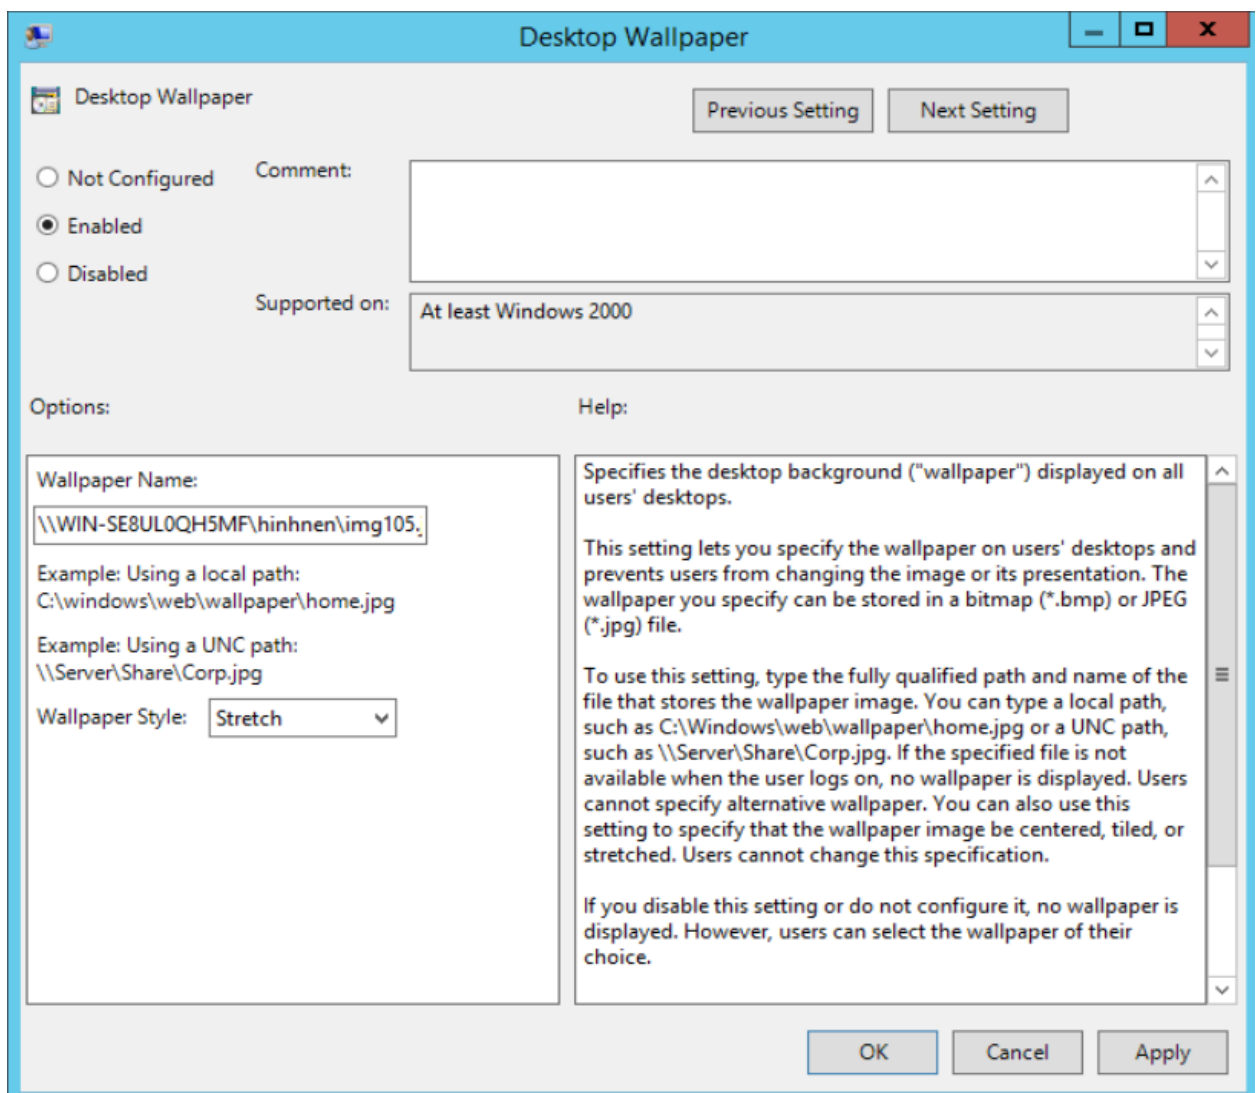 Desktop Wallpaper
Desktop Wallpaper
Previous Setting
Next Setting
Not Configured
Comment:
Enabled
Disabled
Supported on:
At least Windows 2000
Options:
Help:
Wallpaper Name:
\\WIN-SE8UL0QH5MF\hinhnen\img105.
Example: Using a local path:
C:\windows\web\wallpaper\home.jpg
Example: Using a UNC path:
\\Server\Share\Corp.jpg
Wallpaper Style:
Stretch
Specifies the desktop background ("wallpaper") displayed on all
users' desktops.
This setting lets you specify the wallpaper on users' desktops and
prevents users from changing the image or its presentation. The
wallpaper you specify can be stored in a bitmap (*.bmp) or JPEG
(*.jpg) file.
To use this setting, type the fully qualified path and name of the
file that stores the wallpaper image. You can type a local path,
such as C:\Windows\web\wallpaper\home.jpg or a UNC path,
such as \\Server\Share\Corp.jpg. If the specified file is not
available when the user logs on, no wallpaper is displayed. Users
cannot specify alternative wallpaper. You can also use this
setting to specify that the wallpaper image be centered, tiled, or
stretched. Users cannot change this specification.
If you disable this setting or do not configure it, no wallpaper is
displayed. However, users can select the wallpaper of their
choice.
OK
Cancel
Apply